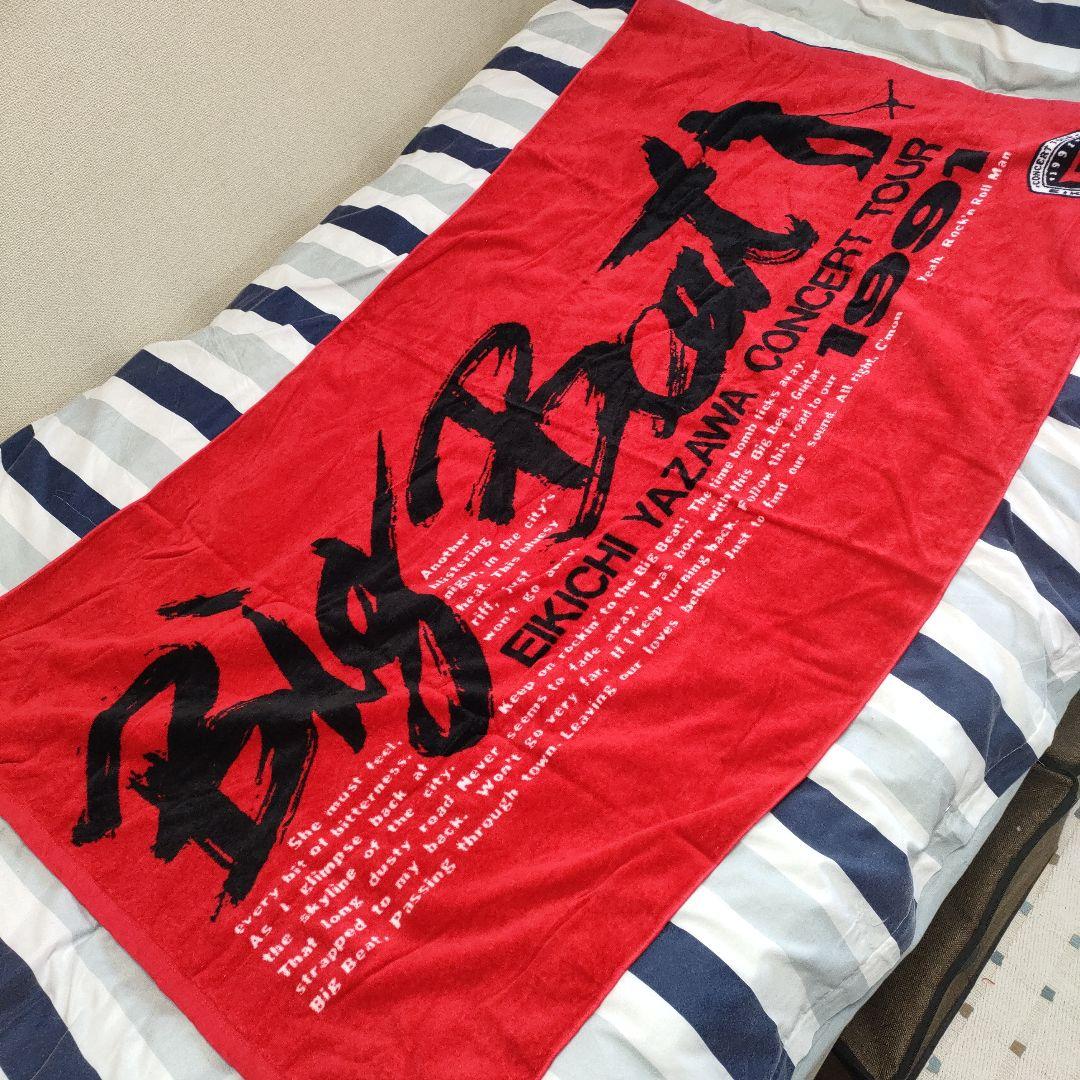 Big Beat
EIKICHI YAZAWA CONCERT TOUR
1991
Another
blistering
night, in the city's
heat. This bluesy
riff, just
won't go away.
She must feel,
every bit of bitterness,
As I glimpse back at
the skyline of the city. Keep on rockin' to the Big Beat! The time bomb ticks away.
That long dusty road Never seems to fade away. I was born with this Big Beat. Guitar
strapped to my back. Won't go very far, if I keep turning back. Follow this road to our
Big Beat, Passing through town. Leaving our loves behind. Just to find our sound. All right, C'mon
Yeah. Rock'n Roll Man
CONCERT